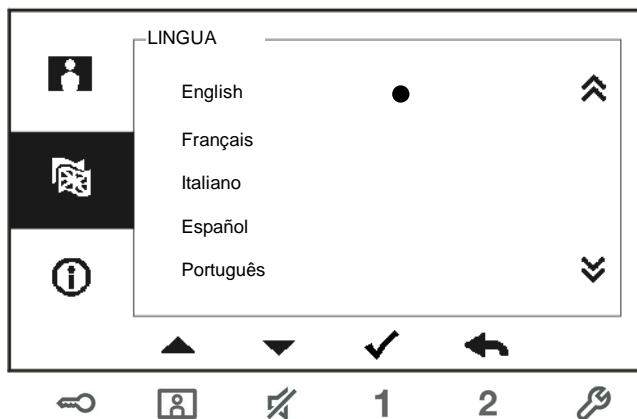 LINGUA
English
Français
Italiano
Español
Português
1 2